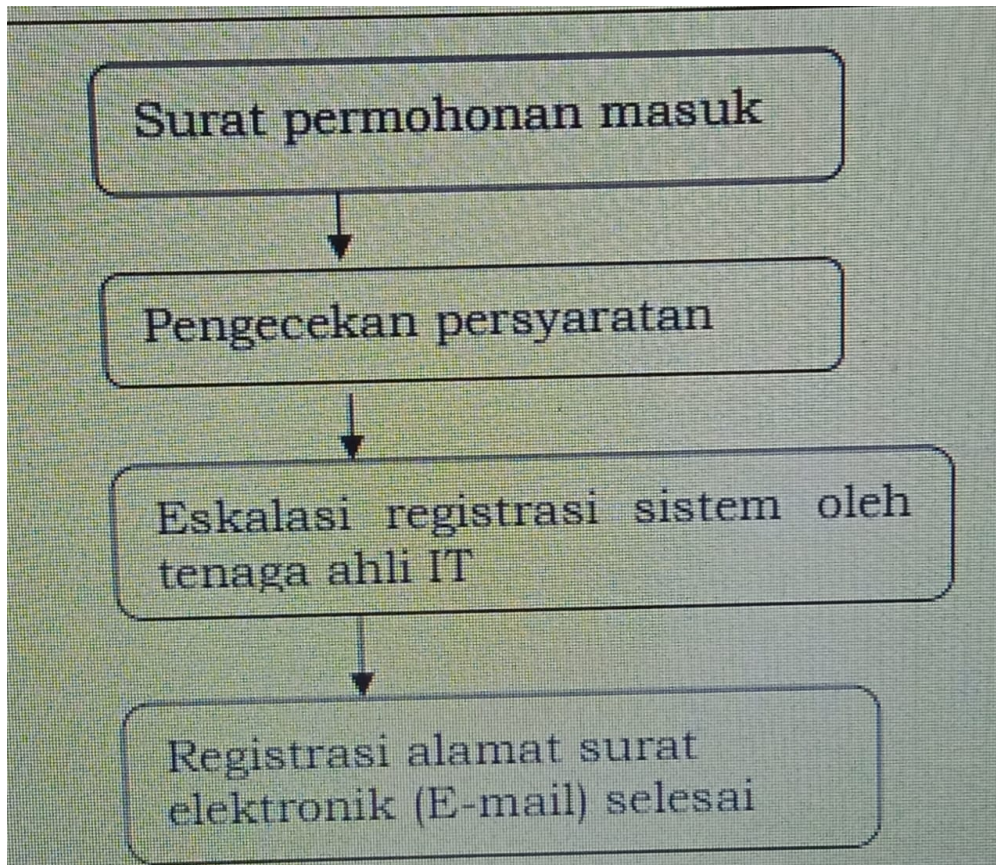 Surat permohonan masuk
Pengecekan persyaratan
Eskalasi registrasi sistem oleh
tenaga ahli IT
Registrasi alamat surat
elektronik (E-mail) selesai